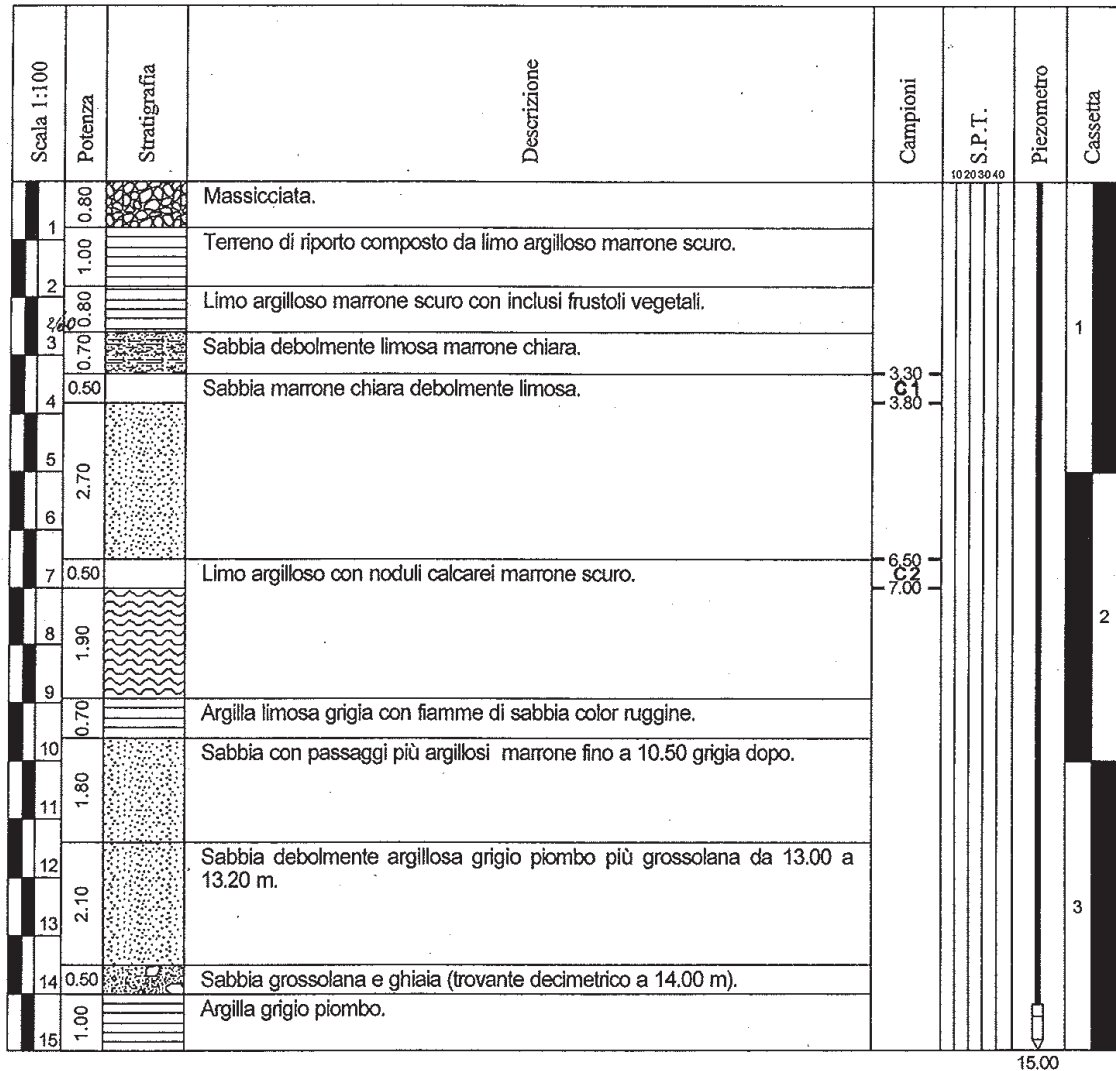 Scala 1:100
Potenza
Stratigrafia
Descrizione
Campioni
S.P.T.
10 20 30 40
Piezometro
Cassetta
0.80
Massicciata.
1
1.00
Terreno di riporto composto da limo argilloso marrone scuro.
2
0.80
Limo argilloso marrone scuro con inclusi frustoli vegetali.
2,60
1
3
0.70
Sabbia debolmente limosa marrone chiara.
0.50
Sabbia marrone chiara debolmente limosa.
3.30
C1
3.80
4
5
2.70
6
0.50
Limo argilloso con noduli calcarei marrone scuro.
6.50
C2
7.00
7
8
1.90
2
9
0.70
Argilla limosa grigia con fiamme di sabbia color ruggine.
10
Sabbia con passaggi più argillosi marrone fino a 10.50 grigia dopo.
1.80
11
Sabbia debolmente argillosa grigio piombo più grossolana da 13.00 a
13.20 m.
12
2.10
13
3
14
0.50
Sabbia grossolana e ghiaia (trovante decimetrico a 14.00 m).
1.00
Argilla grigio piombo.
15
15.00